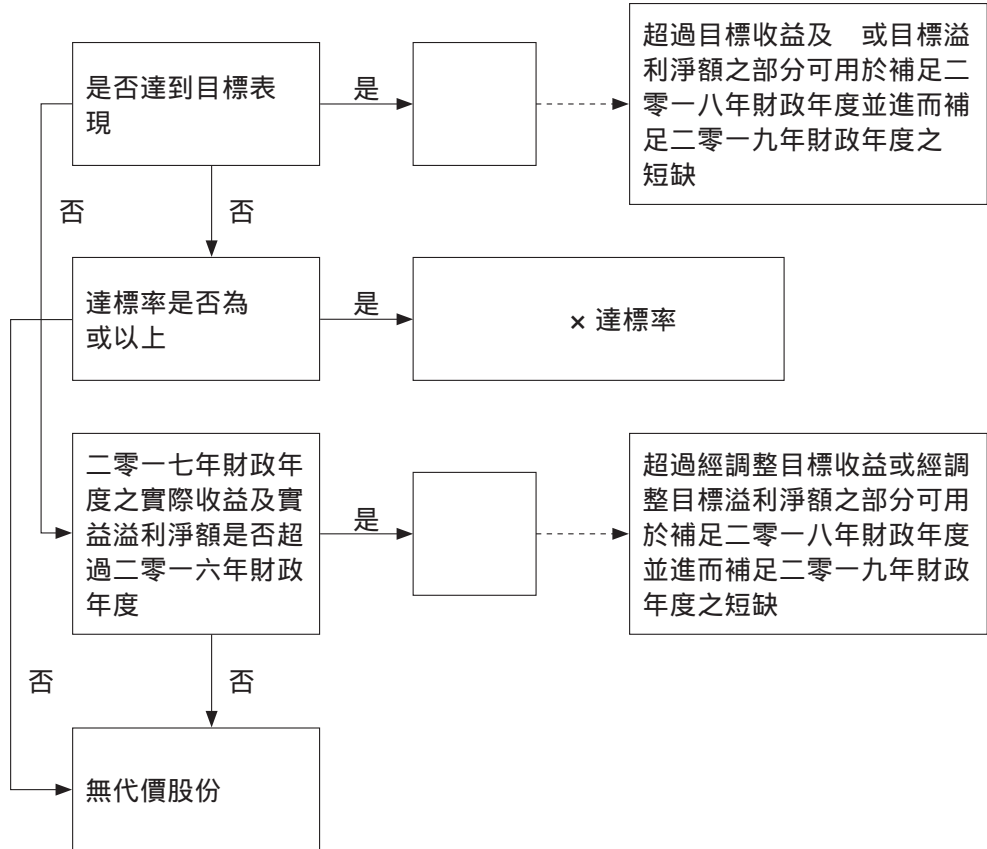 是否達到目標表
現
是
超過目標收益及　或目標溢
利淨額之部分可用於補足二
零一八年財政年度並進而補
足二零一九年財政年度之
短缺
否
否
達標率是否為
或以上
是
× 達標率
二零一七年財政年
度之實際收益及實
益溢利淨額是否超
過二零一六年財政
年度
是
超過經調整目標收益或經調
整目標溢利淨額之部分可用
於補足二零一八年財政年度
並進而補足二零一九年財政
年度之短缺
否
否
無代價股份